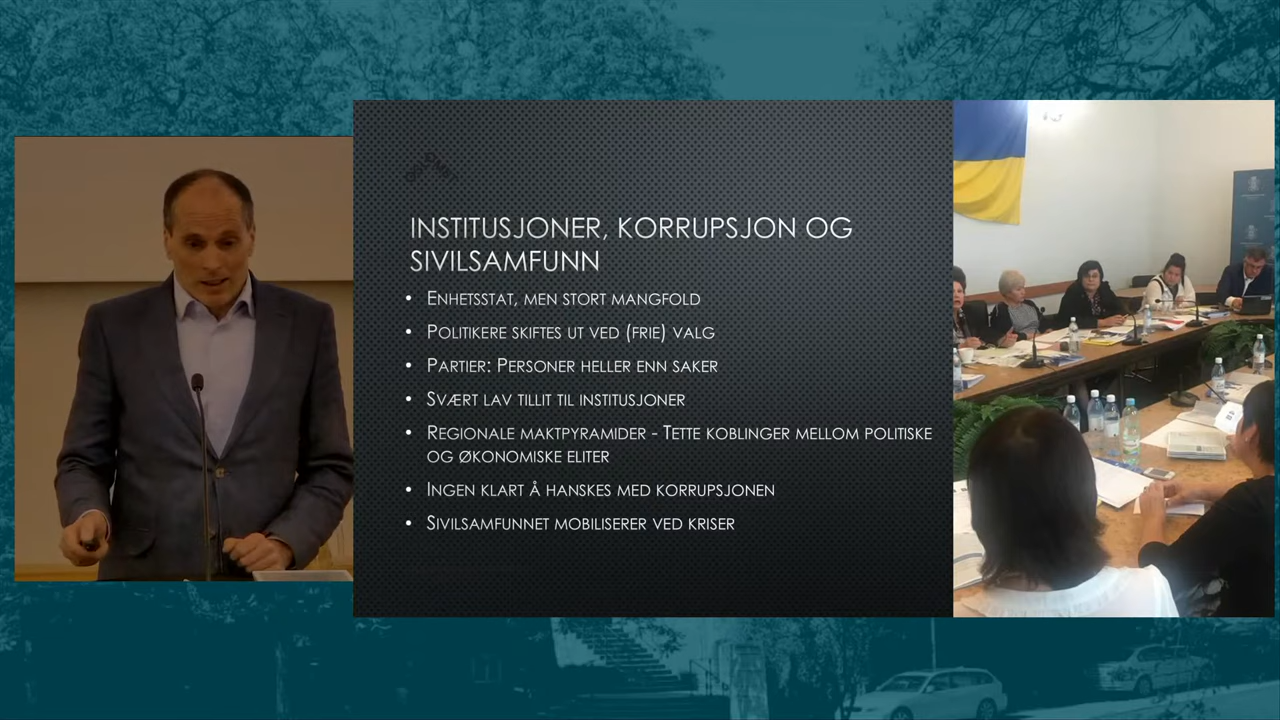 INSTITUSJONER, KORRUPSJON OG
SIVILSAMFUNN
• ENHETSSTAT, MEN STORT MANGFOLD
• POLITIKERE SKIFTES UT VED (FRIE) VALG
• PARTIER: PERSONER HELLER ENN SAKER
• SVÆRT LAV TILLIT TIL INSTITUSJONER
• REGIONALE MAKTPYRAMIDER - TETTE KOBLINGER MELLOM POLITISKE
OG ØKONOMISKE ELITER
• INGEN KLART Å HANSKES MED KORRUPSJONEN
• SIVILSAMFUNNET MOBILISERER VED KRISER